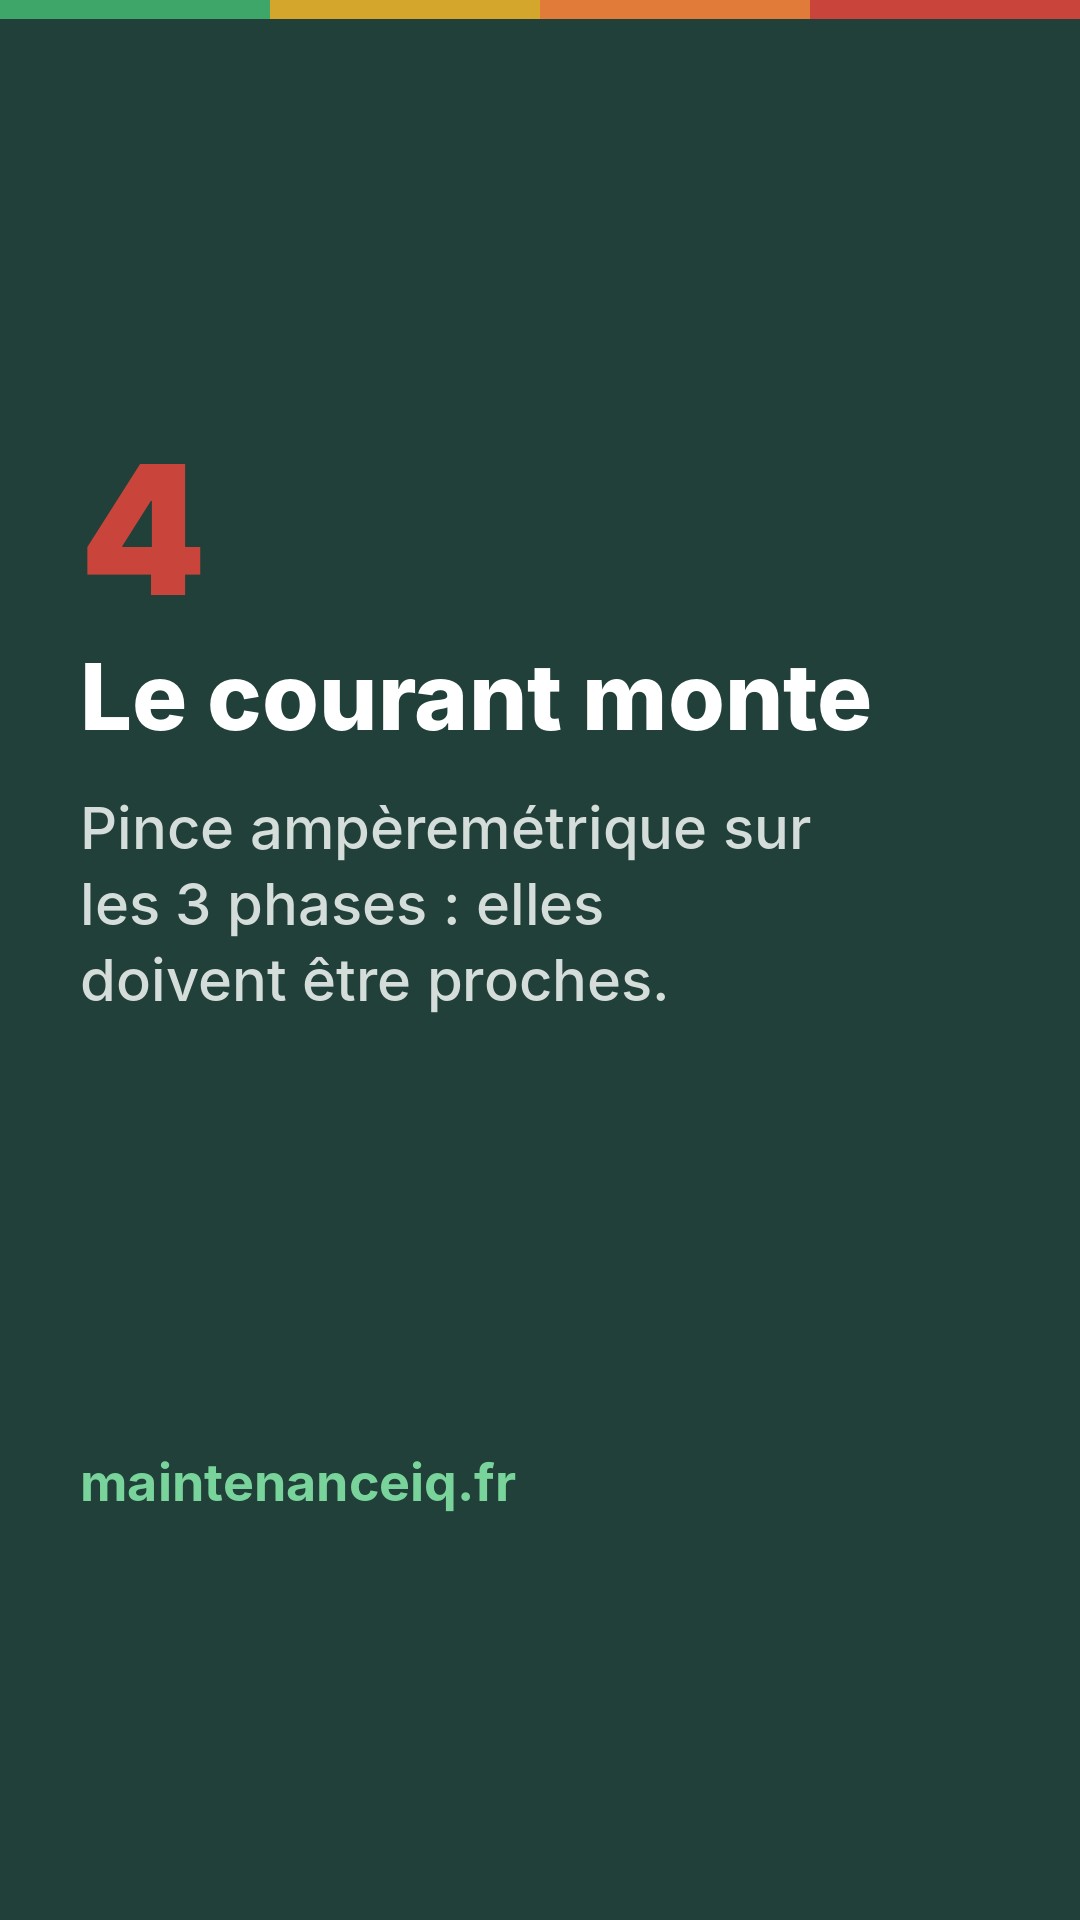 4
Le courant monte
Pince ampèremétrique sur
les 3 phases : elles
doivent être proches.
maintenanceiq.fr